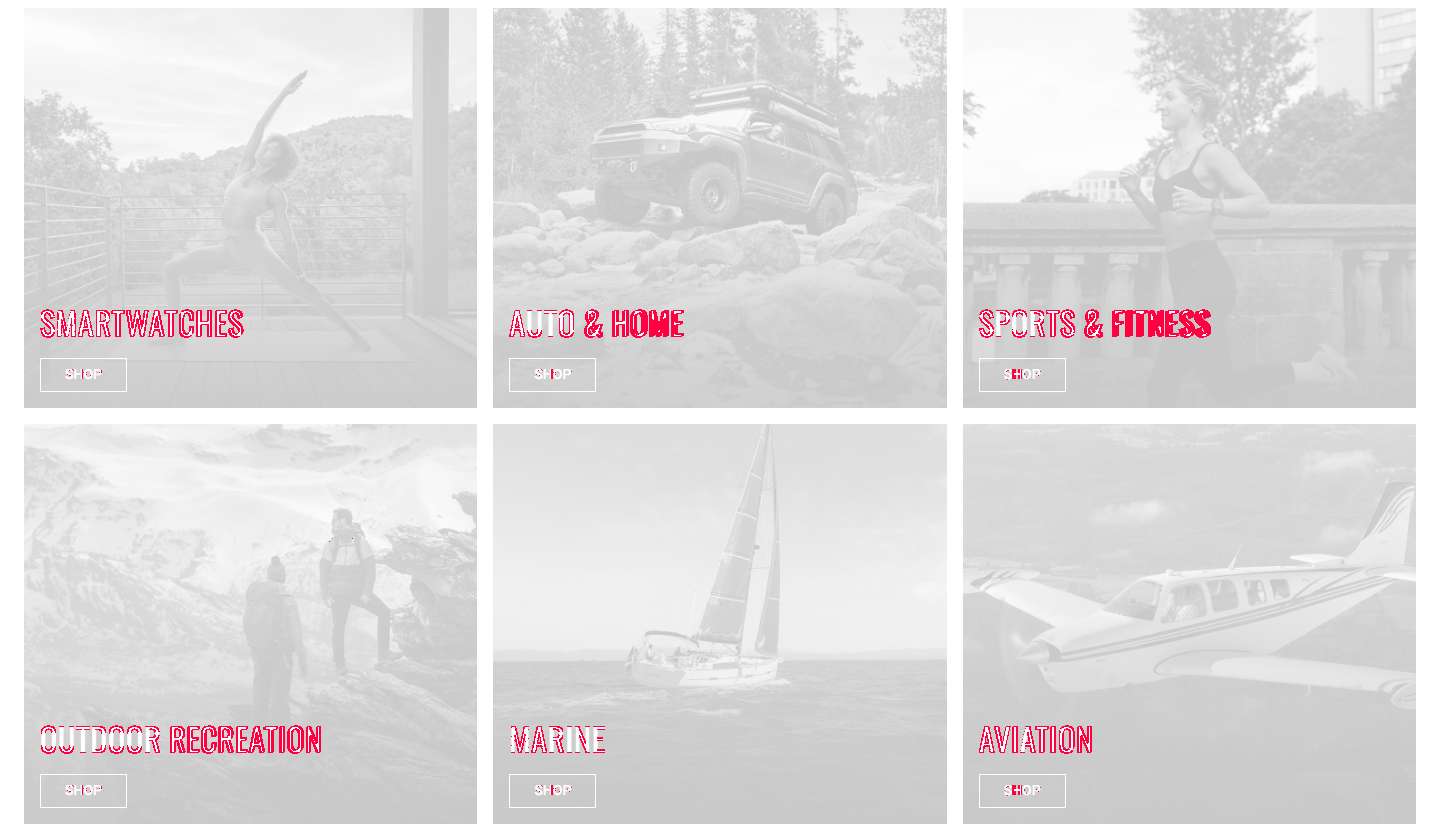 SMARTWATCHES
SHOP
AUTO & HOME
SHOP
SPORTS & FITNESS
SHOP
OUTDOOR RECREATION
SHOP
MARINE
SHOP
AVIATION
SHOP